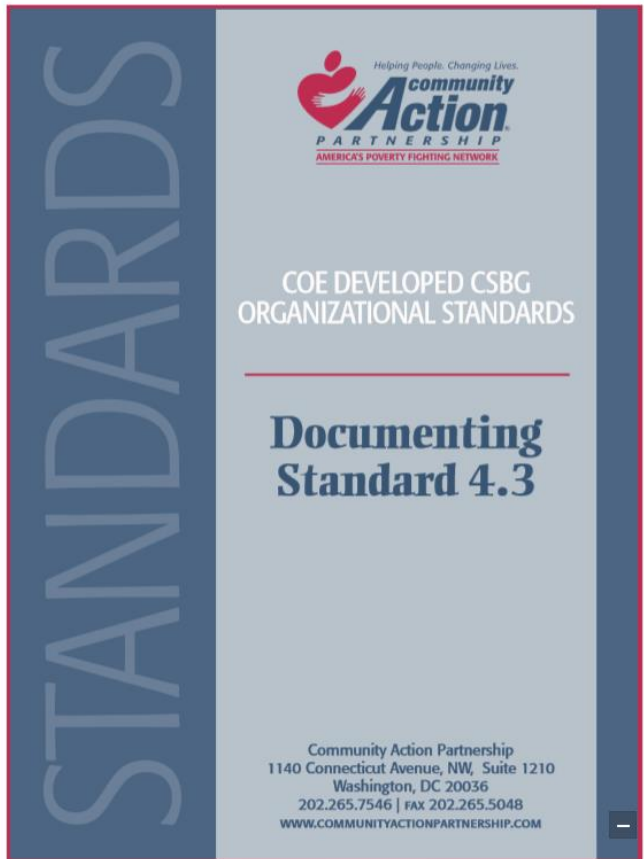 STANDARDS
Helping People. Changing Lives.
community
Action
PARTNERSHIP
AMERICA'S POVERTY FIGHTING NETWORK
COE DEVELOPED CSBG
ORGANIZATIONAL STANDARDS
Documenting
Standard 4.3
Community Action Partnership
1140 Connecticut Avenue, NW, Suite 1210
Washington, DC 20036
202.265.7546 | FAX 202.265.5048
WWW.COMMUNITYACTIONPARTNERSHIP.COM